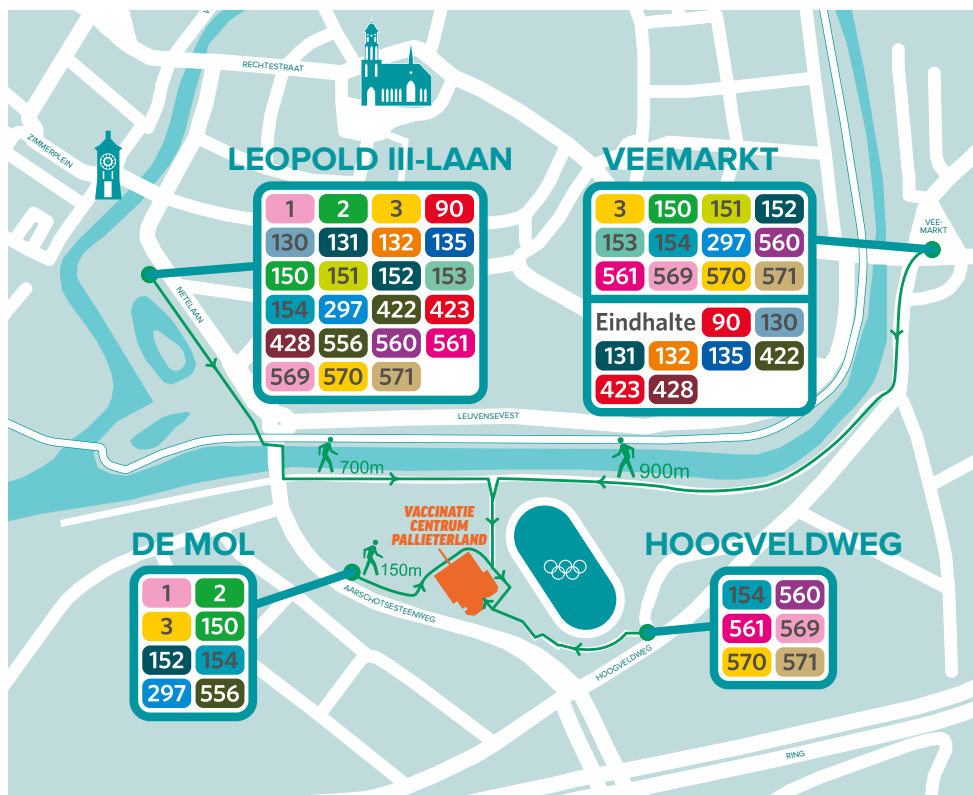 RECHTESTRAAT
ZIMMERPLEIN
LEOPOLD III-LAAN
1 2 3 90
130 131 132 135
150 151 152 153
154 297 422 423
428 556 560 561
569 570 571
VEEMARKT
3 150 151 152
153 154 297 560
561 569 570 571
Eindhalte 90 130
131 132 135 422
423 428
VEE-
MARKT
NETELAAN
LEUVENSEVEST
700m
900m
VACCINATIE
CENTRUM
PALLIETERLAND
DE MOL
1 2
3 150
152 154
297 556
150m
AARSCHOTSESTEENWEG
HOOGVELDWEG
154 560
561 569
570 571
HOOGVELDWEG
RING